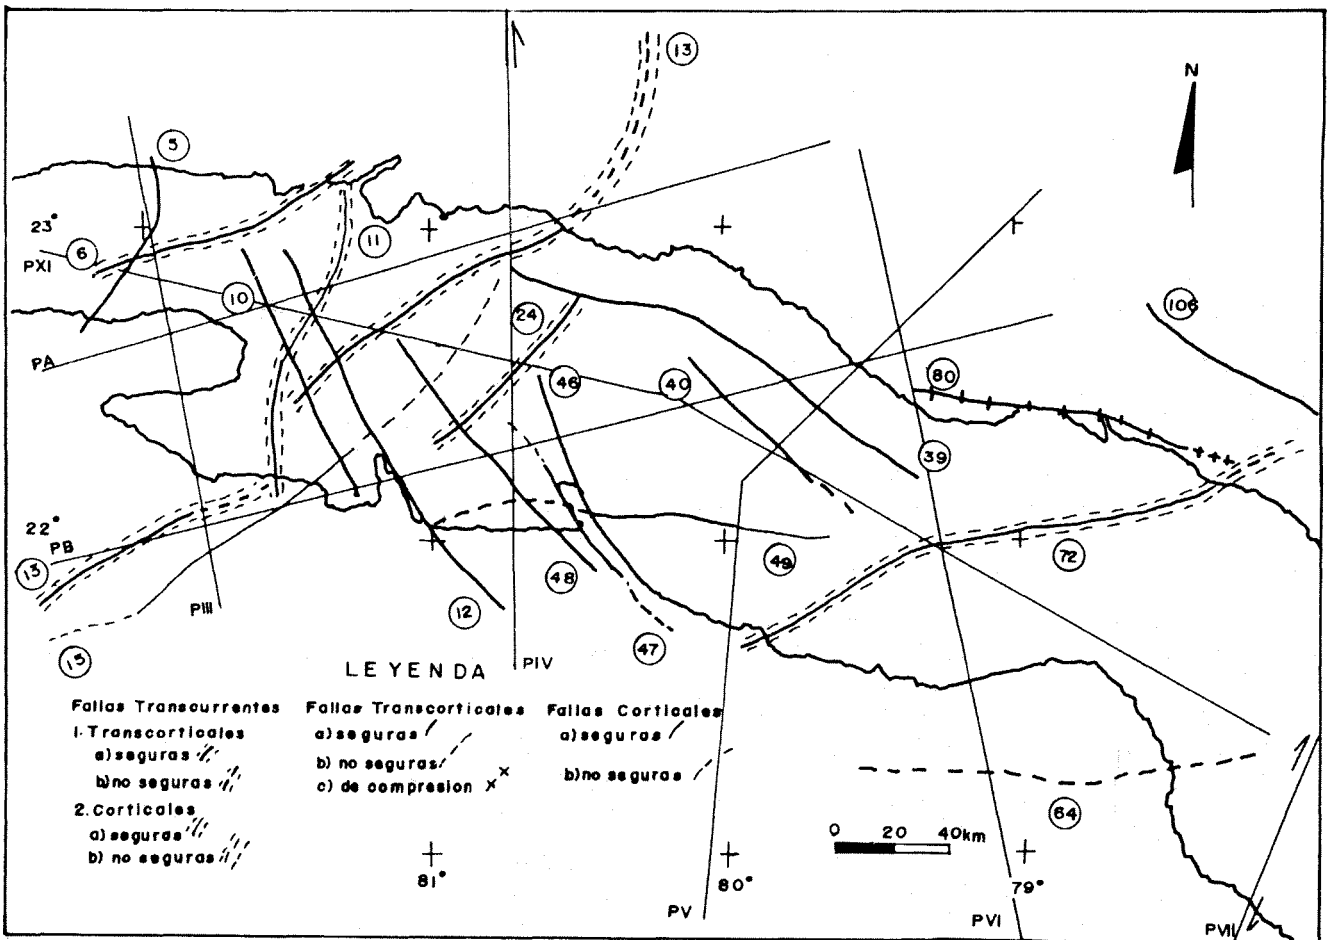 13
N
5
23°
6
11
PXI
10
24
106
PA
46
40
80
39
22°
PB
13
49
72
48
PIII
12
47
15
PIV
LEYENDA
Fallas Transcurrentes
1. Transcorticales
a) seguras
b) no seguras
2. Corticales
a) seguras
b) no seguras
Fallas Transcorticales
a) seguras
b) no seguras
c) de compresion
Fallas Corticales
a) seguras
b) no seguras
64
0 20 40km
81°
80°
79°
PV
PVI
PVII